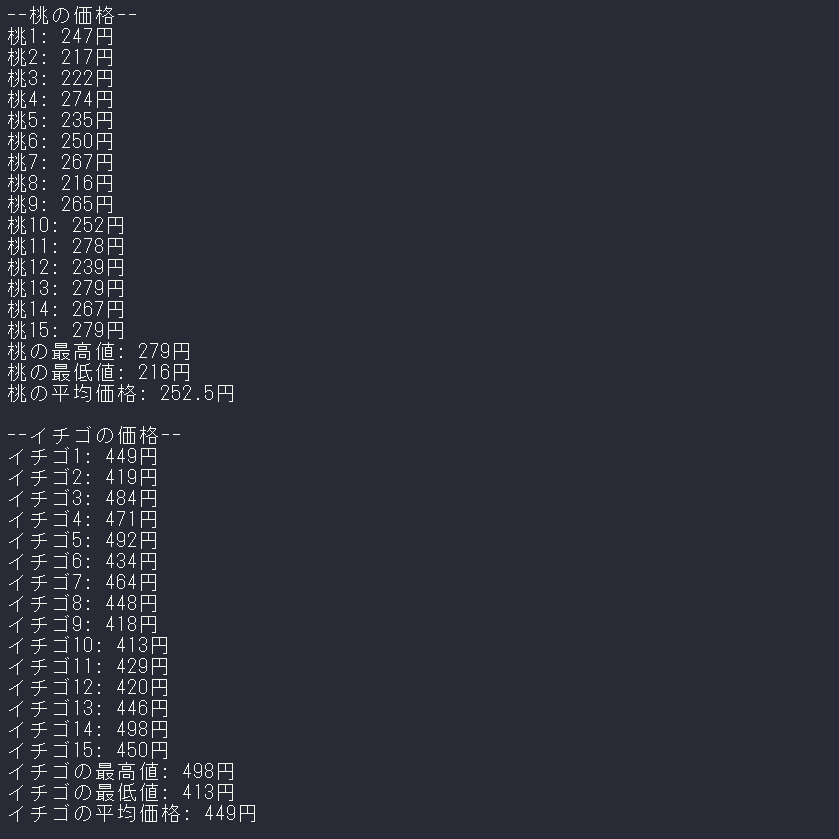 --桃の価格--
桃1: 247円
桃2: 217円
桃3: 222円
桃4: 274円
桃5: 235円
桃6: 250円
桃7: 267円
桃8: 216円
桃9: 265円
桃10: 252円
桃11: 278円
桃12: 239円
桃13: 279円
桃14: 267円
桃15: 279円
桃の最高値: 279円
桃の最低値: 216円
桃の平均価格: 252.5円
--イチゴの価格--
イチゴ1: 449円
イチゴ2: 419円
イチゴ3: 484円
イチゴ4: 471円
イチゴ5: 492円
イチゴ6: 434円
イチゴ7: 464円
イチゴ8: 448円
イチゴ9: 418円
イチゴ10: 413円
イチゴ11: 429円
イチゴ12: 420円
イチゴ13: 446円
イチゴ14: 498円
イチゴ15: 450円
イチゴの最高値: 498円
イチゴの最低値: 413円
イチゴの平均価格: 449円